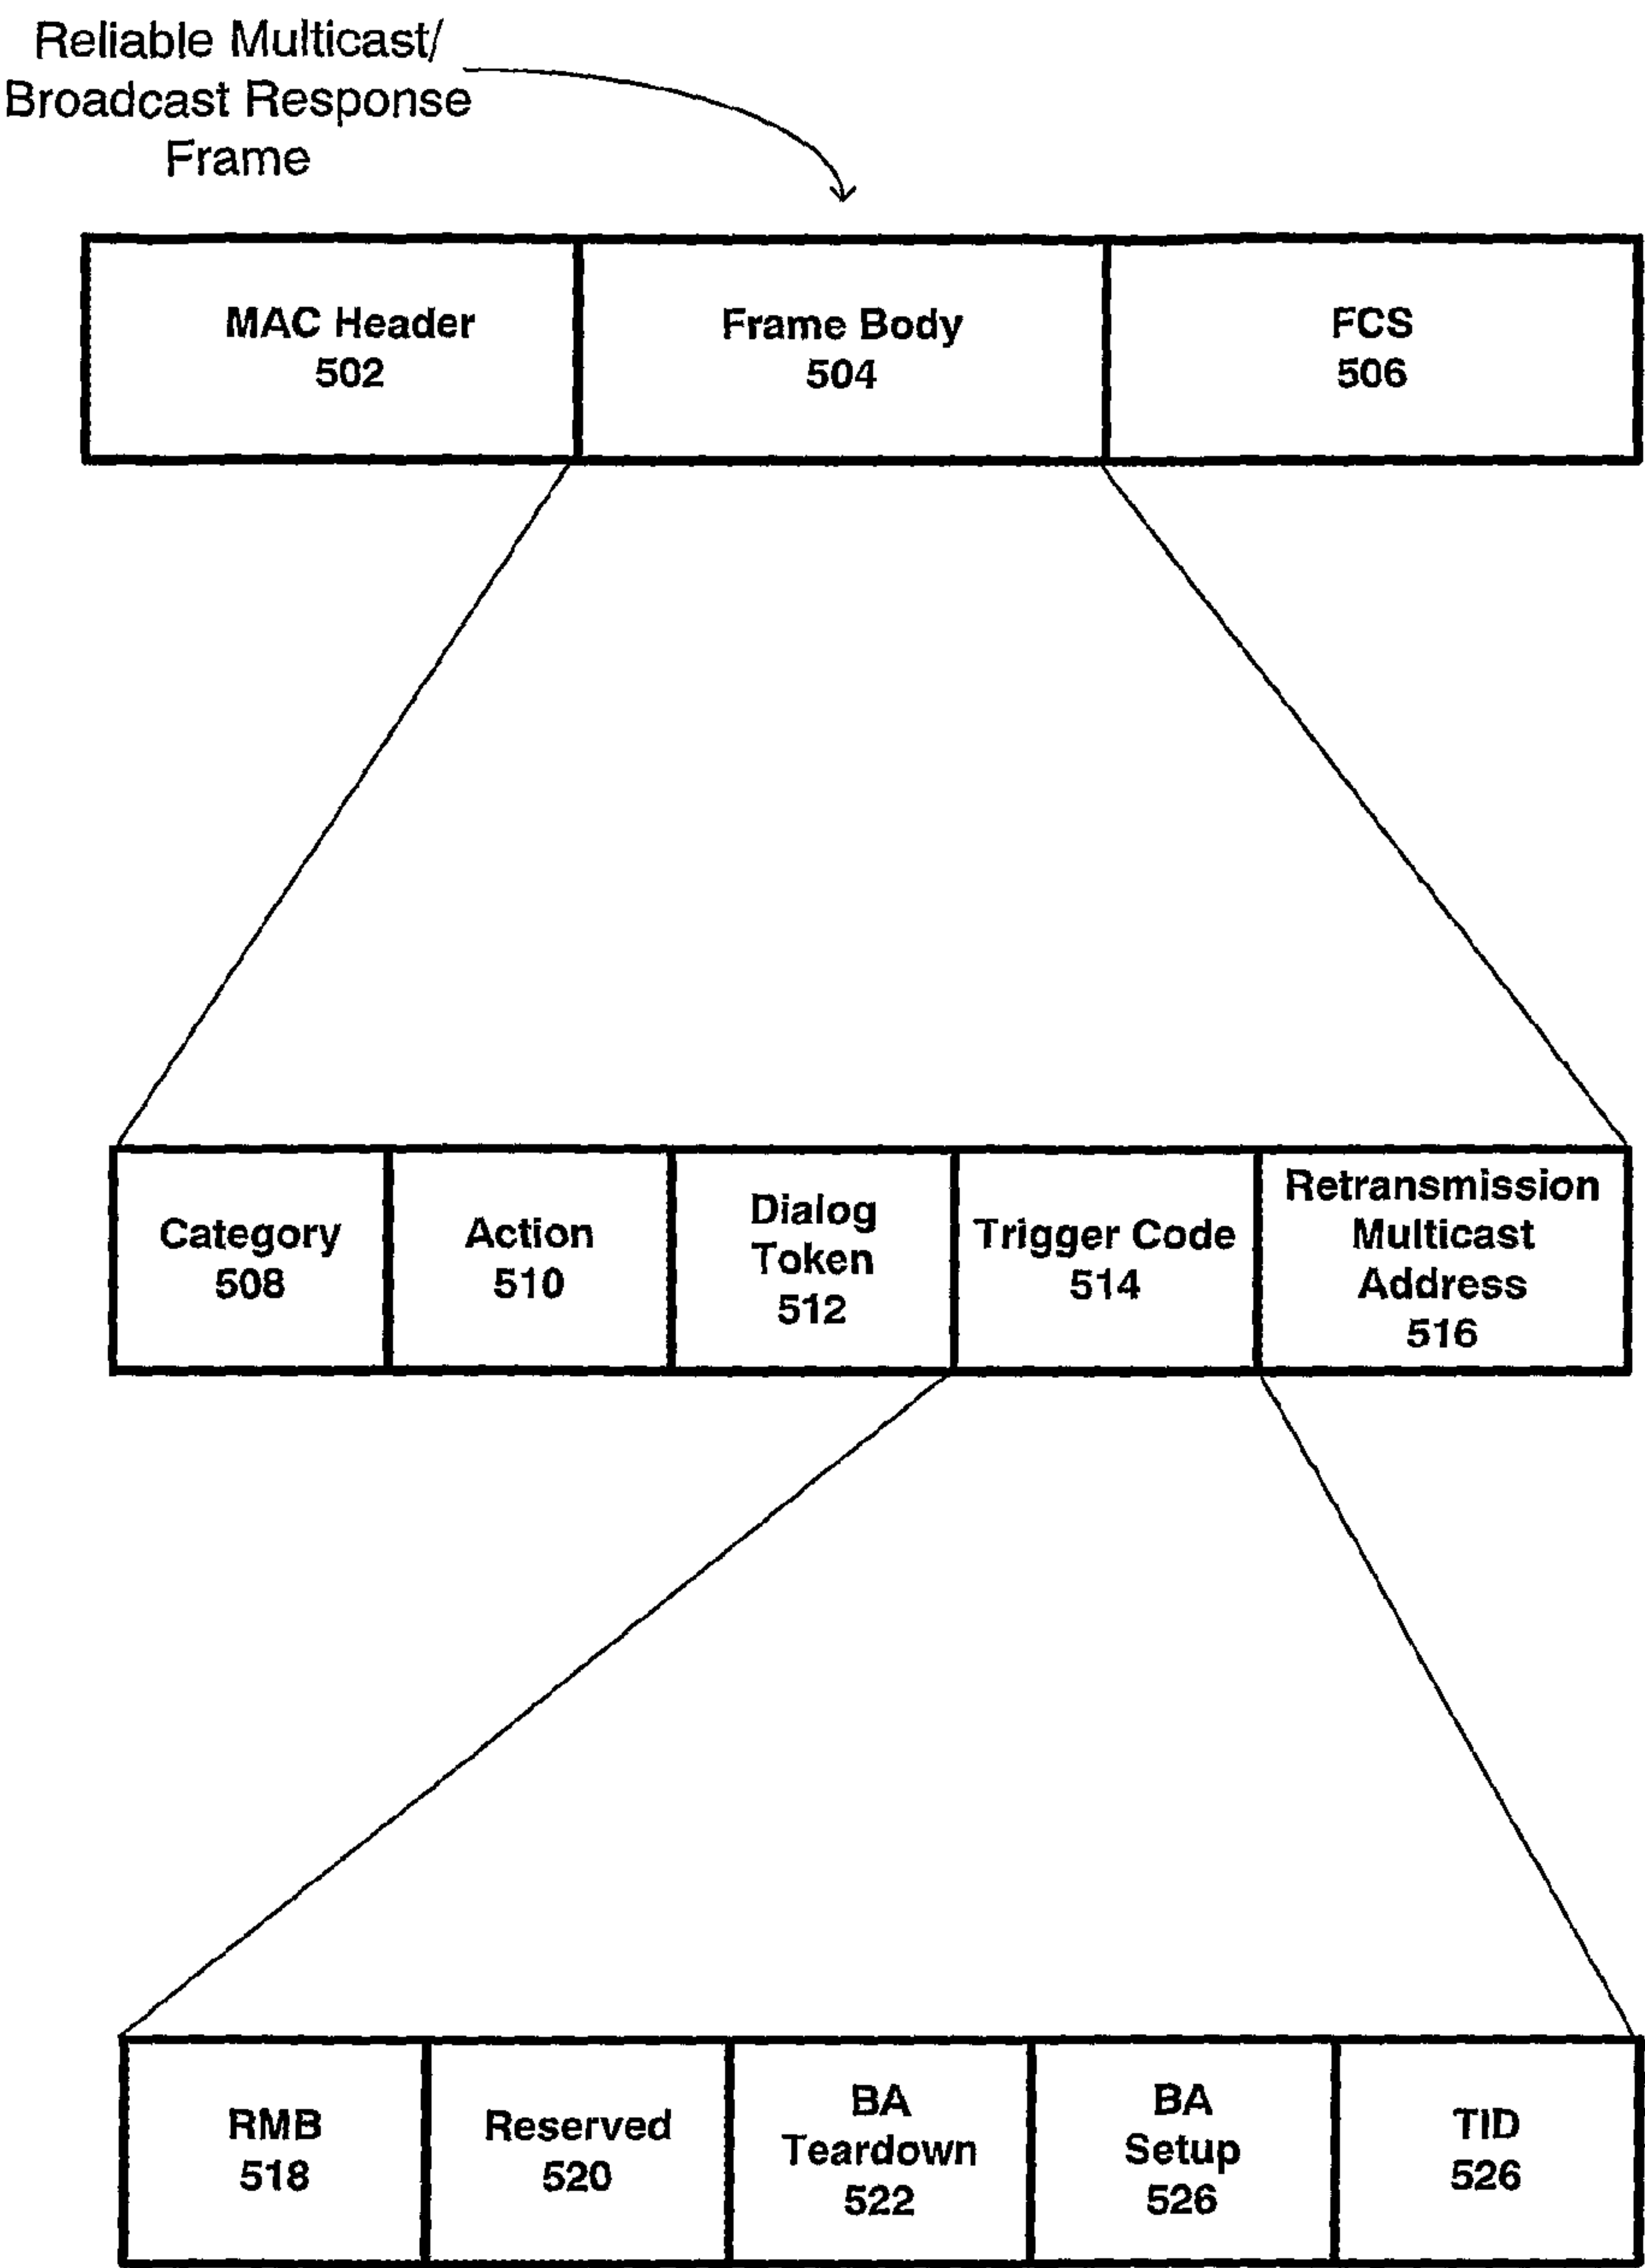 Reliable Multicast/
Broadcast Response
Frame
MAC Header
502
Frame Body
504
FCS
506
Category
508
Action
510
Dialog
Token
512
Trigger Code
514
Retransmission
Multicast
Address
516
RMB
518
Reserved
520
BA
Teardown
522
BA
Setup
526
TID
526